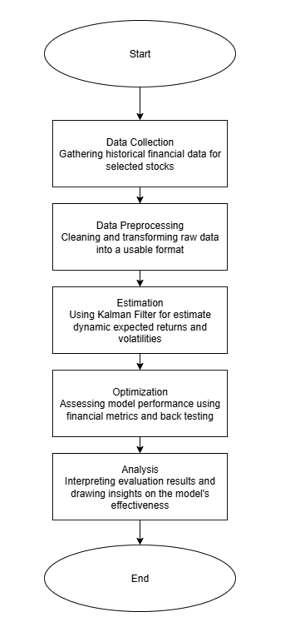 Start
Data Collection
Gathering historical financial data for
selected stocks
Data Preprocessing
Cleaning and transforming raw data
into a usable format
Estimation
Using Kalman Filter for estimate
dynamic expected returns and
volatilities
Optimization
Assessing model performance using
financial metrics and back testing
Analysis
Interpreting evaluation results and
drawing insights on the model's
effectiveness
End